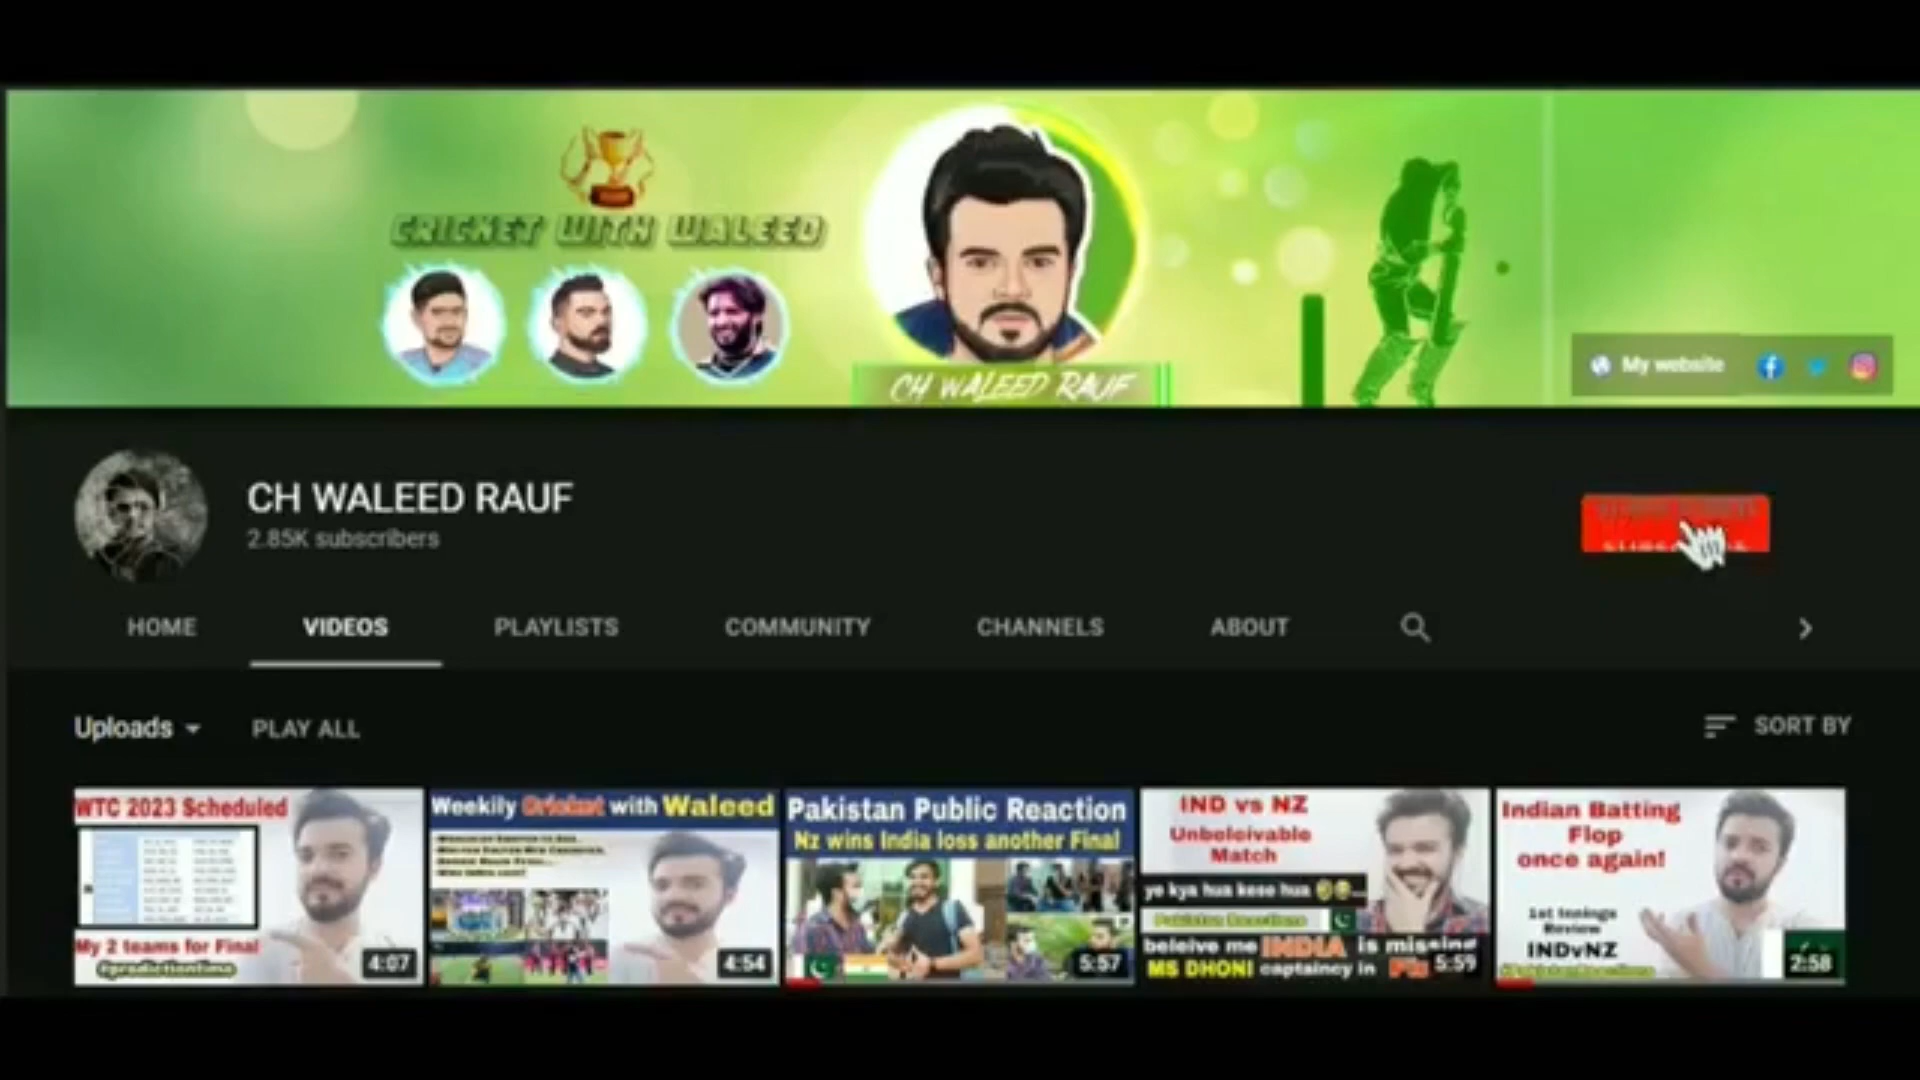 CRICKET WITH WALEED
CH WALEED RAUF
My website
CH WALEED RAUF
2.85K subscribers
HOME
VIDEOS
PLAYLISTS
COMMUNITY
CHANNELS
ABOUT
Uploads
PLAY ALL
SORT BY
WTC 2023 Scheduled
My 2 teams for Final
#predictiontime
4:07
Weekily Cricket with Waleed
4:54
Pakistan Public Reaction
Nz wins India loss another Final
5:57
IND vs NZ
Unbeleivable
Match
ye kya hua kese hua
Pakistan Reactions
beleive me INDIA is missing
MS DHONI captaincy in
5:59
Indian Batting
Flop
once again!
1st Innings
Review
INDvNZ
2:58